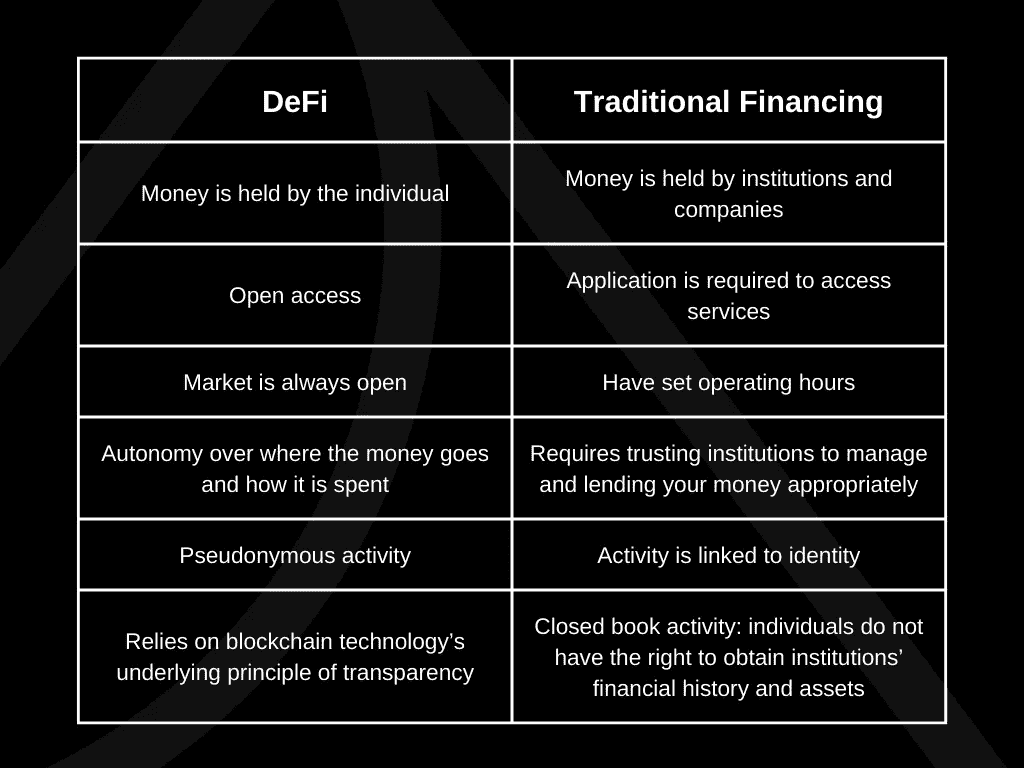 DeFi
Traditional Financing
Money is held by the individual
Money is held by institutions and
companies
Open access
Application is required to access
services
Market is always open
Have set operating hours
Autonomy over where the money goes
and how it is spent
Requires trusting institutions to manage
and lending your money appropriately
Pseudonymous activity
Activity is linked to identity
Relies on blockchain technology’s
underlying principle of transparency
Closed book activity: individuals do not
have the right to obtain institutions’
financial history and assets